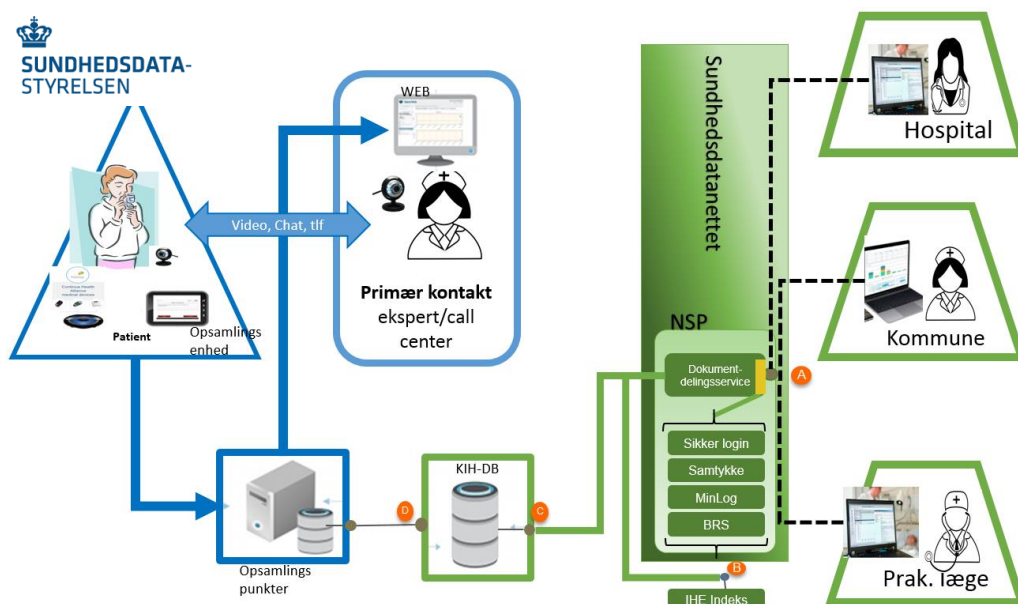 SUNDHEDSDATA-
STYRELSEN
WEB
Video, Chat, tlf
Primær kontakt
ekspert/call
center
Patient
Opsamlings
enhed
Opsamlings
punkter
D
KIH-DB
C
Sundhedsdatanettet
NSP
Dokument-
delingsservice
A
Sikker login
Samtykke
MinLog
BRS
B
IHE Indeks
Hospital
Kommune
Prak. læge